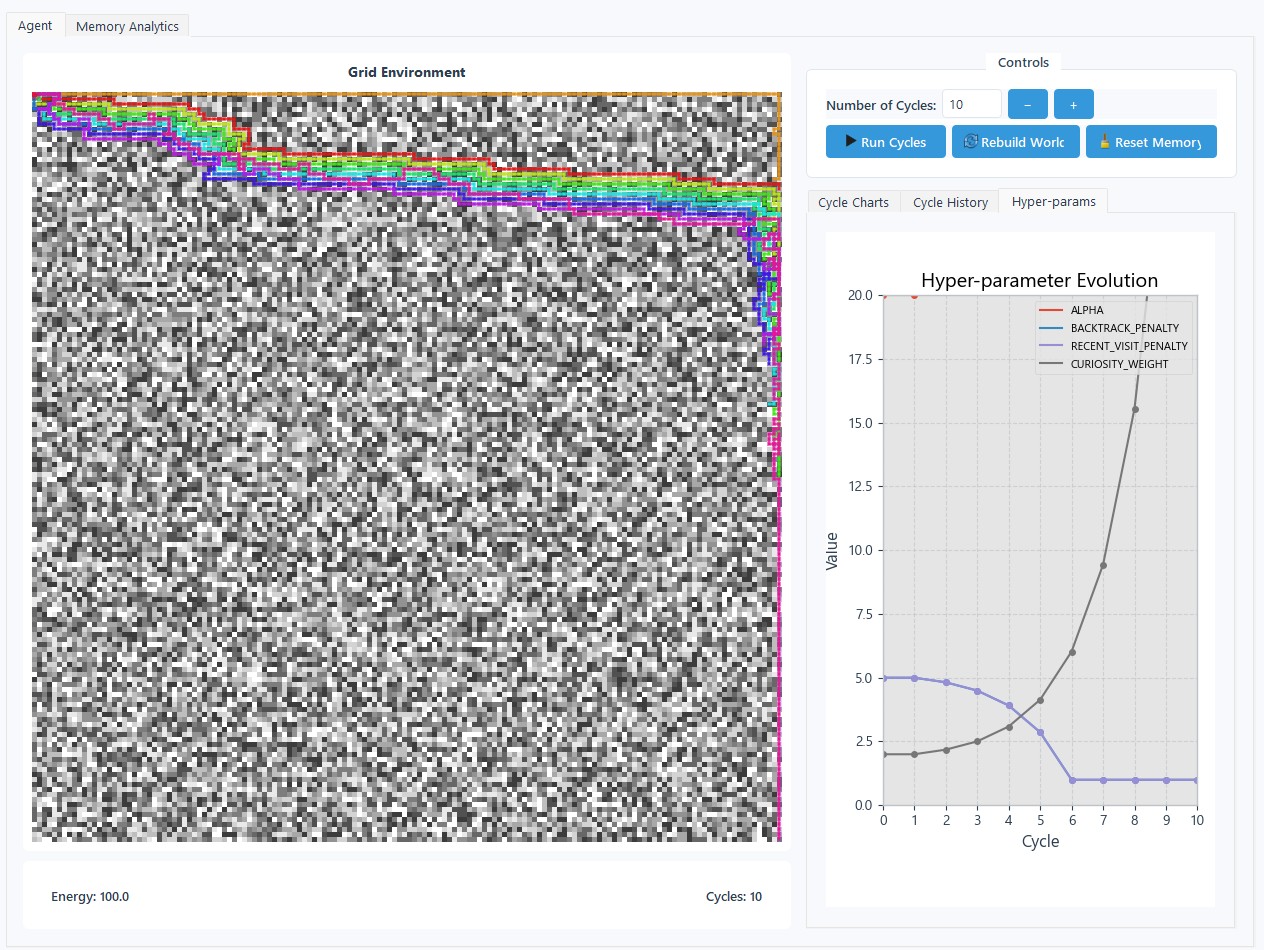 Agent
Memory Analytics
Grid Environment
Controls
Number of Cycles: 10 − +
Run Cycles
Rebuild Worlc
Reset Memory
Cycle Charts
Cycle History
Hyper-params
Hyper-parameter Evolution
ALPHA
BACKTRACK_PENALTY
RECENT_VISIT_PENALTY
CURIOSITY_WEIGHT
20.0
17.5
15.0
12.5
10.0
7.5
5.0
2.5
0.0
Value
0 1 2 3 4 5 6 7 8 9 10
Cycle
Energy: 100.0
Cycles: 10